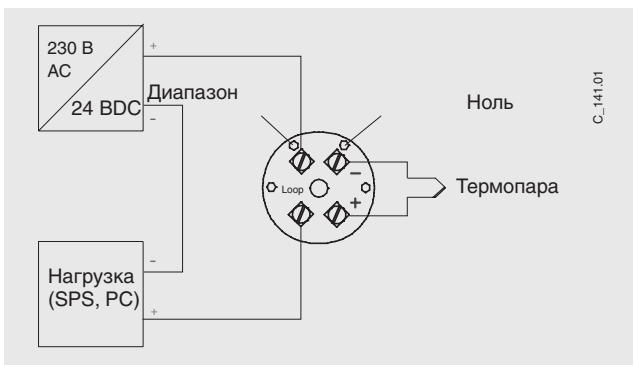 230 В
AC
24 BDC
+
-
Диапазон
Ноль
C_141.01
Loop
-
+
Термопара
Нагрузка
(SPS, PC)
-
+